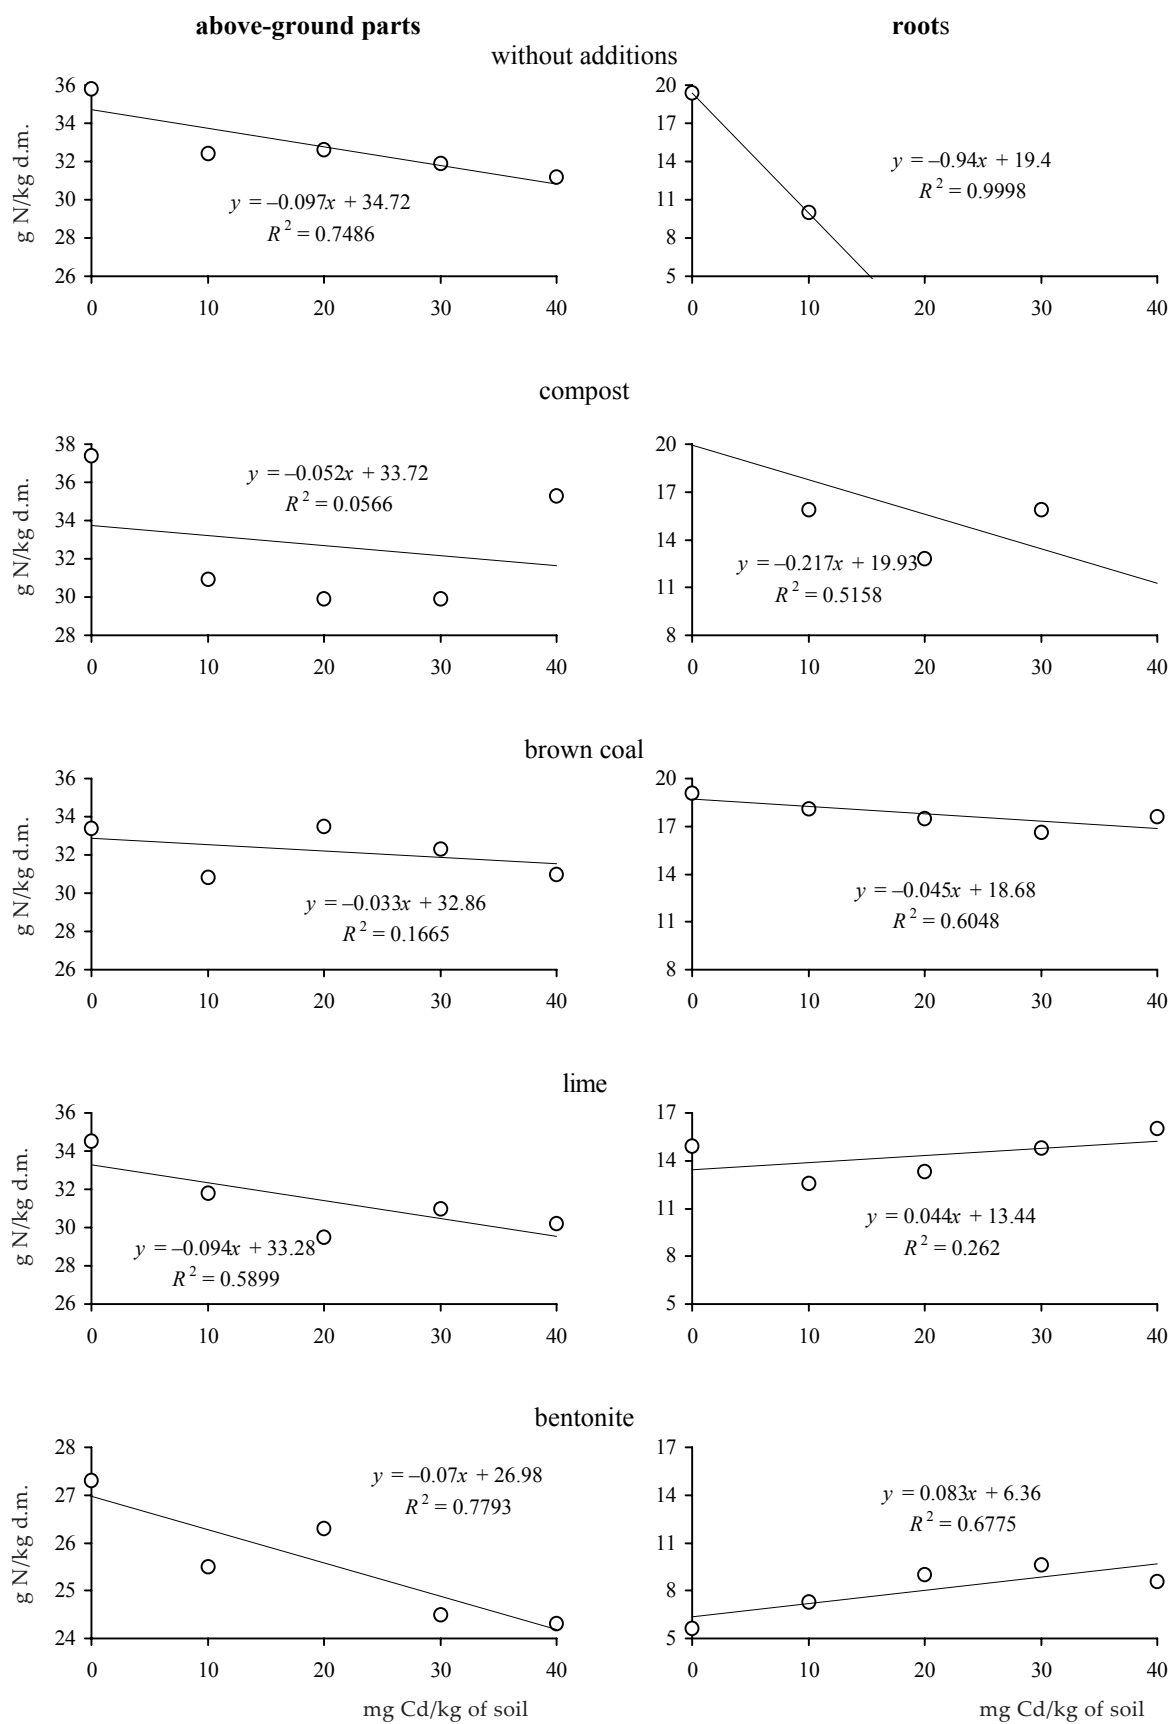 above-ground parts
roots
without additions
g N/kg d.m.
36
34
32
30
28
26
0 10 20 30 40
y = –0.097x + 34.72
R² = 0.7486
20
17
14
11
8
5
0 10 20 30 40
y = –0.94x + 19.4
R² = 0.9998
compost
g N/kg d.m.
38
36
34
32
30
28
0 10 20 30 40
y = –0.052x + 33.72
R² = 0.0566
20
17
14
11
8
0 10 20 30 40
y = –0.217x + 19.93
R² = 0.5158
brown coal
g N/kg d.m.
36
34
32
30
28
26
0 10 20 30 40
y = –0.033x + 32.86
R² = 0.1665
20
17
14
11
8
0 10 20 30 40
y = –0.045x + 18.68
R² = 0.6048
lime
g N/kg d.m.
36
34
32
30
28
26
0 10 20 30 40
y = –0.094x + 33.28
R² = 0.5899
17
14
11
8
5
0 10 20 30 40
y = 0.044x + 13.44
R² = 0.262
bentonite
g N/kg d.m.
28
27
26
25
24
0 10 20 30 40
y = –0.07x + 26.98
R² = 0.7793
17
14
11
8
5
0 10 20 30 40
y = 0.083x + 6.36
R² = 0.6775
mg Cd/kg of soil
mg Cd/kg of soil